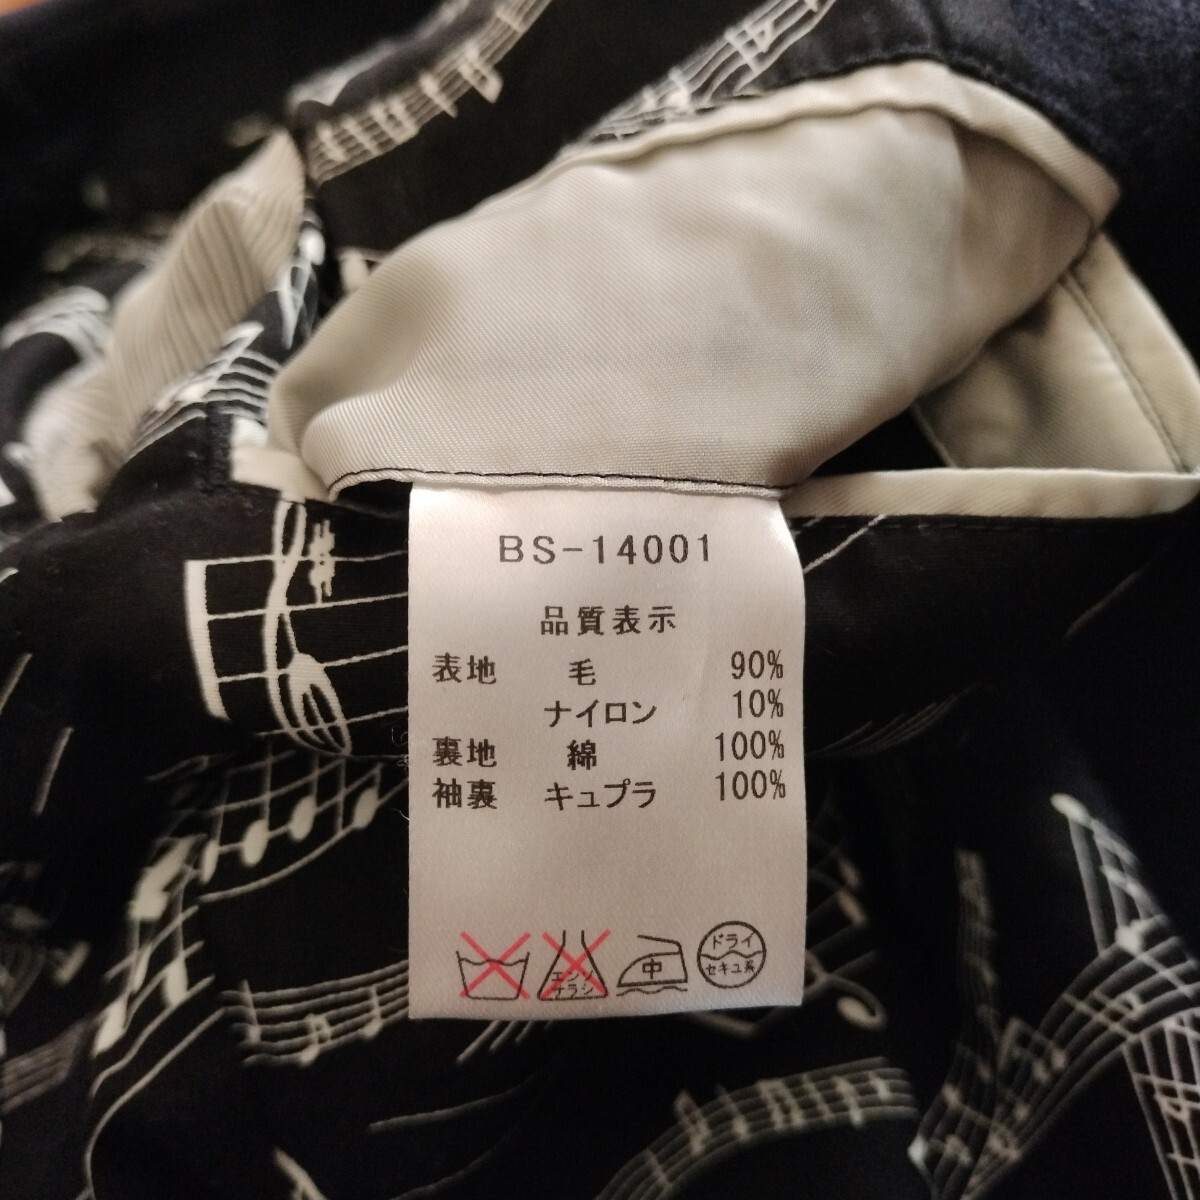 BS-14001
品質表示
表地 毛 90%
ナイロン 10%
裏地 綿 100%
袖裏 キュプラ 100%
エンソ サラシ 中 ドライ セキユ系